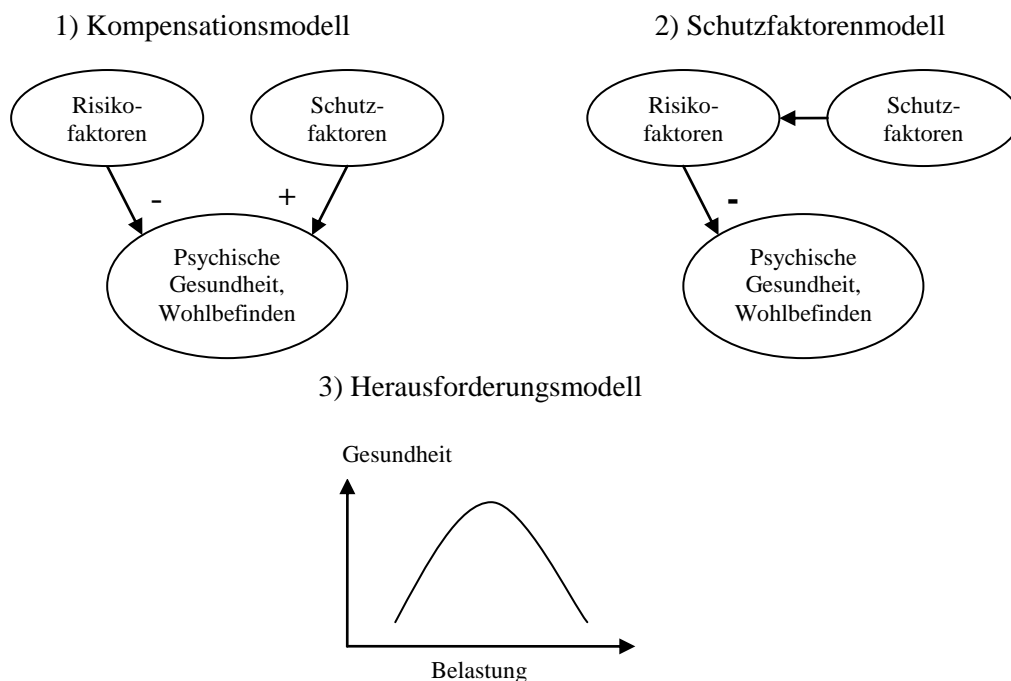 1) Kompensationsmodell
Risiko-
faktoren
Schutz-
faktoren
-
+
Psychische
Gesundheit,
Wohlbefinden
2) Schutzfaktorenmodell
Risiko-
faktoren
Schutz-
faktoren
-
Psychische
Gesundheit,
Wohlbefinden
3) Herausforderungsmodell
Gesundheit
Belastung